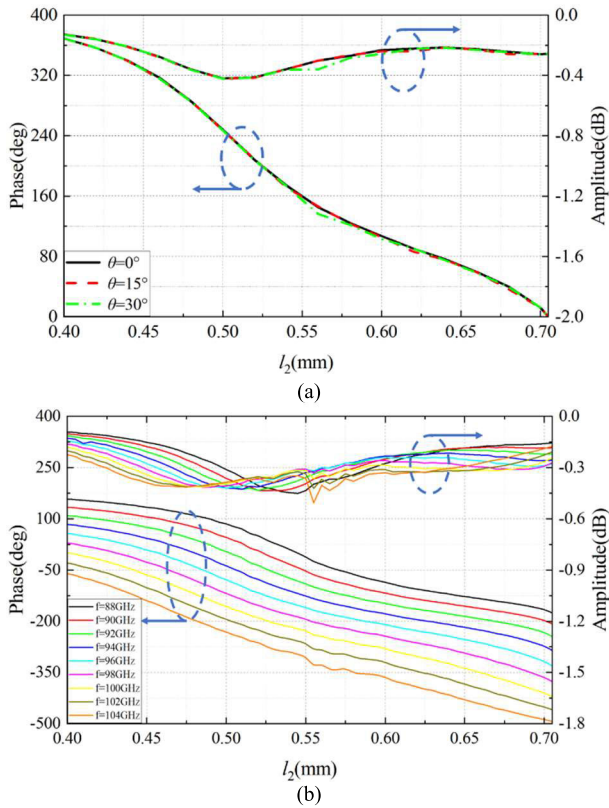 400
320
240
160
80
0
Phase(deg)
0.0
-0.4
-0.8
-1.2
-1.6
-2.0
Amplitude(dB)
θ=0°
θ=15°
θ=30°
0.40 0.45 0.50 0.55 0.60 0.65 0.70
l2(mm)
(a)
400
250
100
-50
-200
-350
-500
Phase(deg)
0.0
-0.3
-0.6
-0.9
-1.2
-1.5
-1.8
Amplitude(dB)
f=88GHz
f=90GHz
f=92GHz
f=94GHz
f=96GHz
f=98GHz
f=100GHz
f=102GHz
f=104GHz
0.40 0.45 0.50 0.55 0.60 0.65 0.70
l2(mm)
(b)